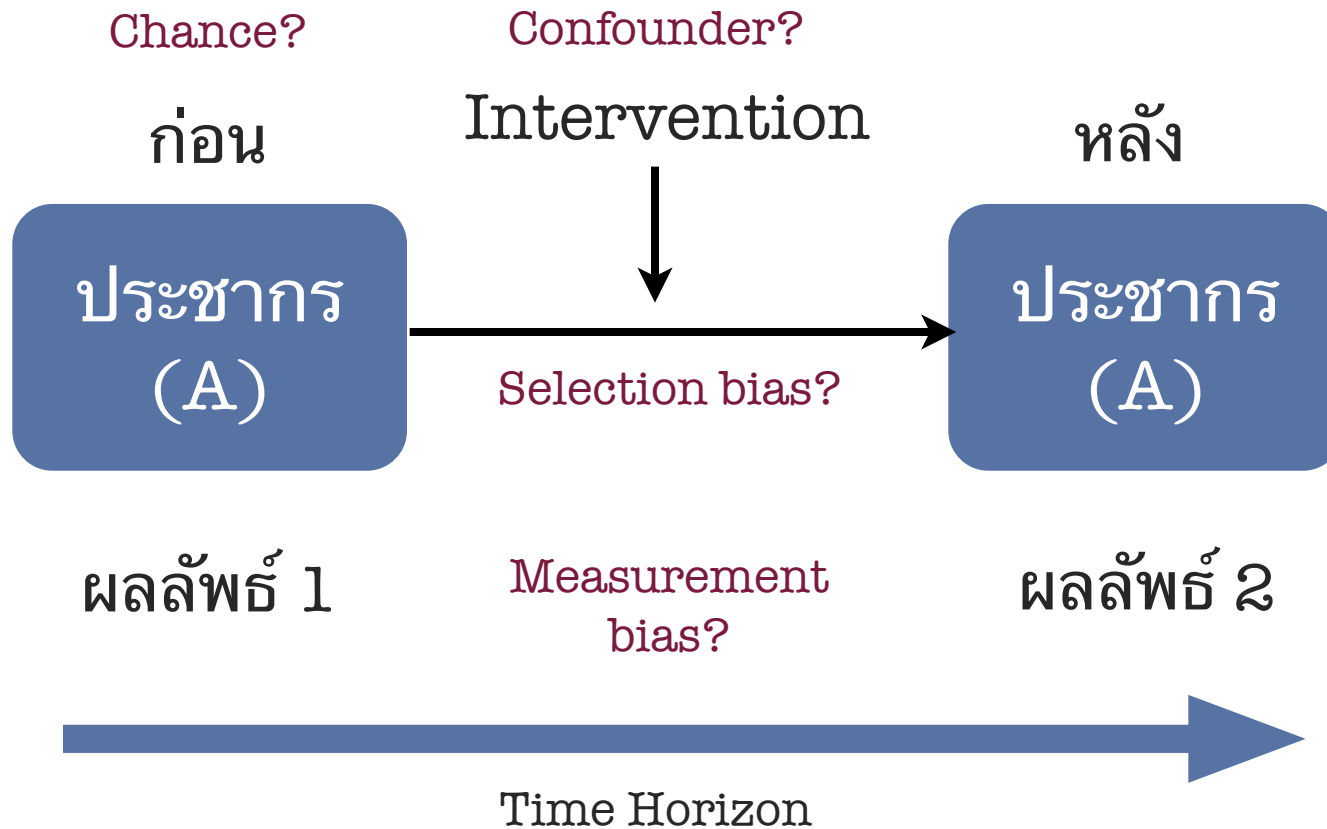 Chance?
Confounder?
ก่อน
Intervention
หลัง
ประชากร
(A)
ประชากร
(A)
Selection bias?
ผลลัพธ์ 1
Measurement
bias?
ผลลัพธ์ 2
Time Horizon